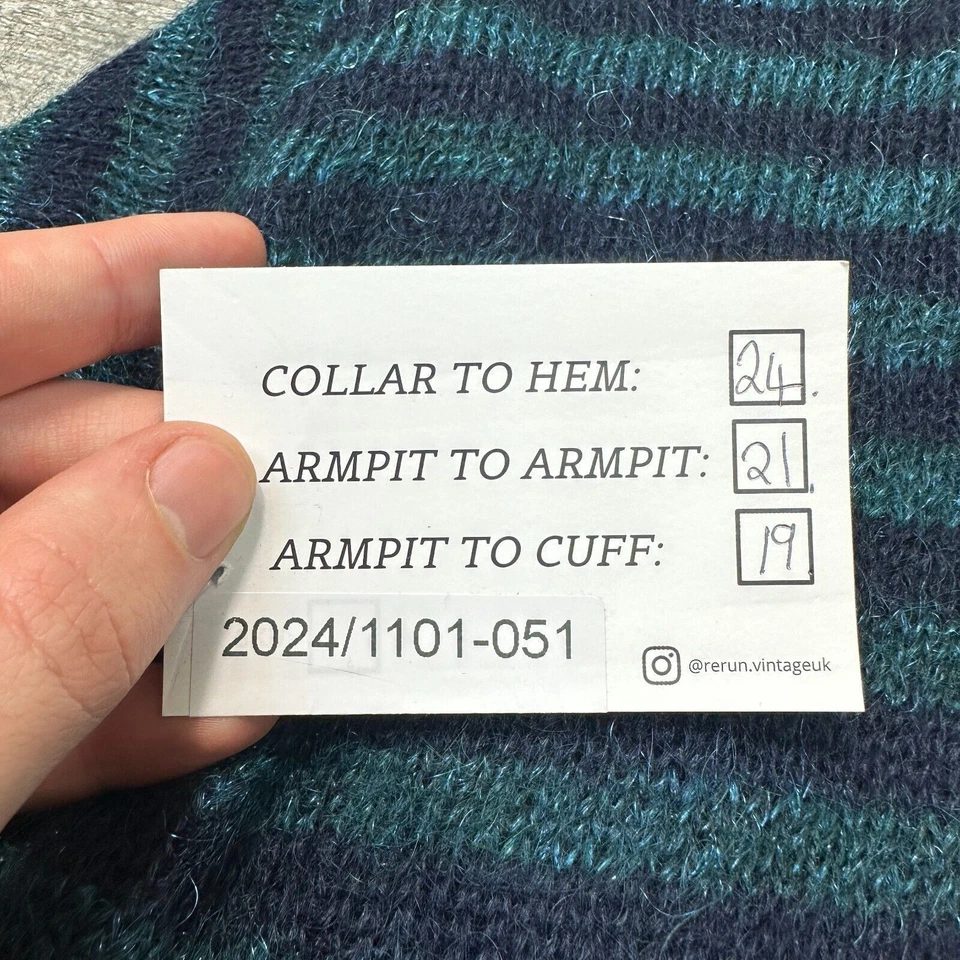 COLLAR TO HEM: 24.
ARMPIT TO ARMPIT: 21.
ARMPIT TO CUFF: 19
2024/1101-051
@rerun.vintageuk